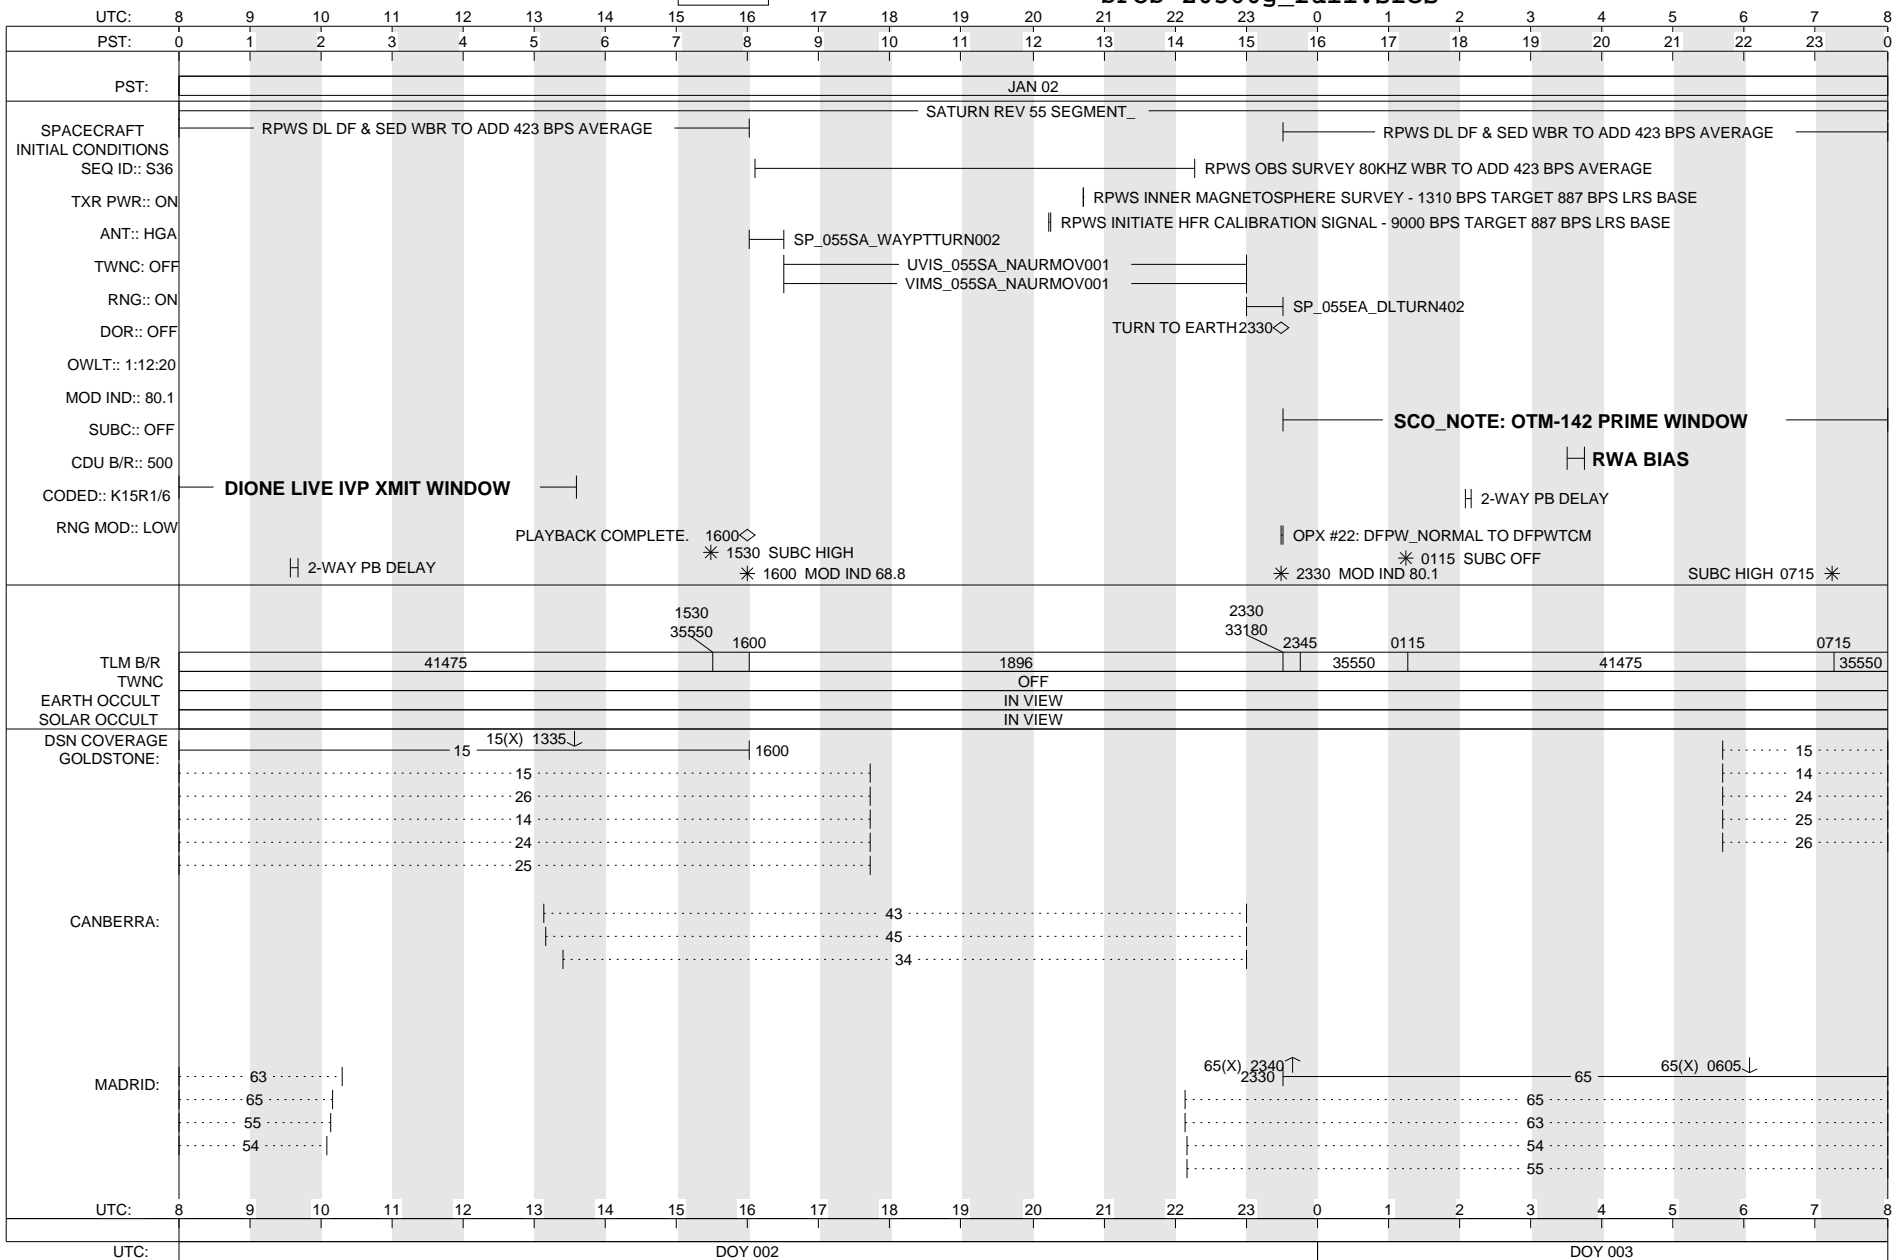 UTC: 8 9 10 11 12 13 14 15 16 17 18 19 20 21 22 23 0 1 2 3 4 5 6 7 8
PST: 0 1 2 3 4 5 6 7 8 9 10 11 12 13 14 15 16 17 18 19 20 21 22 23 0
PST: JAN 02
SATURN REV 55 SEGMENT_
SPACECRAFT
INITIAL CONDITIONS
RPWS DL DF & SED WBR TO ADD 423 BPS AVERAGE
RPWS DL DF & SED WBR TO ADD 423 BPS AVERAGE
SEQ ID:: S36
RPWS OBS SURVEY 80KHZ WBR TO ADD 423 BPS AVERAGE
TXR PWR:: ON
RPWS INNER MAGNETOSPHERE SURVEY - 1310 BPS TARGET 887 BPS LRS BASE
RPWS INITIATE HFR CALIBRATION SIGNAL - 9000 BPS TARGET 887 BPS LRS BASE
ANT:: HGA
SP_055SA_WAYPTTURN002
TWNC: OFF
UVIS_055SA_NAURMOV001
VIMS_055SA_NAURMOV001
RNG:: ON
SP_055EA_DLTURN402
DOR:: OFF
TURN TO EARTH 2330
OWLT:: 1:12:20
MOD IND:: 80.1
SUBC:: OFF
SCO_NOTE: OTM-142 PRIME WINDOW
CDU B/R:: 500
RWA BIAS
CODED:: K15R1/6
DIONE LIVE IVP XMIT WINDOW
2-WAY PB DELAY
RNG MOD:: LOW
PLAYBACK COMPLETE. 1600
OPX #22: DFPW_NORMAL TO DFPWTCM
1530 SUBC HIGH
0115 SUBC OFF
2-WAY PB DELAY
1600 MOD IND 68.8
2330 MOD IND 80.1
SUBC HIGH 0715
1530
35550
1600
2330
33180
2345
0115
0715
TLM B/R 41475 1896 35550 41475 35550
TWNC OFF
EARTH OCCULT IN VIEW
SOLAR OCCULT IN VIEW
DSN COVERAGE
GOLDSTONE:
15(X) 1335
15 1600 15
15 14
26 24
14 25
24 26
25
CANBERRA:
43
45
34
MADRID:
65(X) 2340
65(X) 0605
63 2330 65
65 65
55 63
54 54
55
UTC: 8 9 10 11 12 13 14 15 16 17 18 19 20 21 22 23 0 1 2 3 4 5 6 7 8
UTC: DOY 002 DOY 003